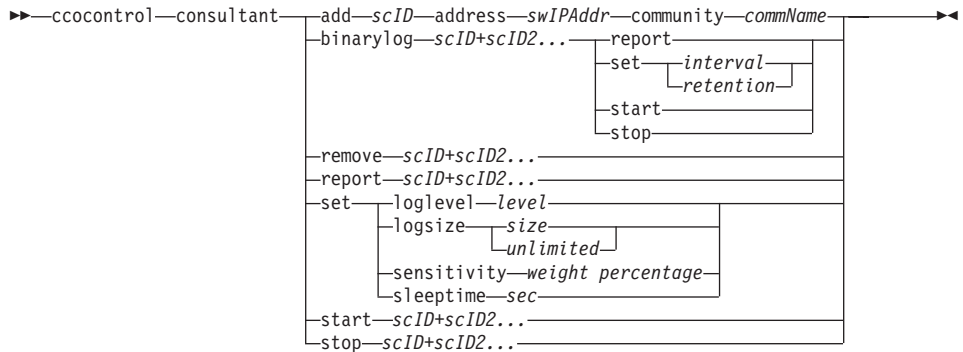 ccocontrol consultant add scID address swIPAddr community commName
binarylog scID+scID2... report
set interval
retention
start
stop
remove scID+scID2...
report scID+scID2...
set loglevel level
logsize size
unlimited
sensitivity weight percentage
sleeptime sec
start scID+scID2...
stop scID+scID2...